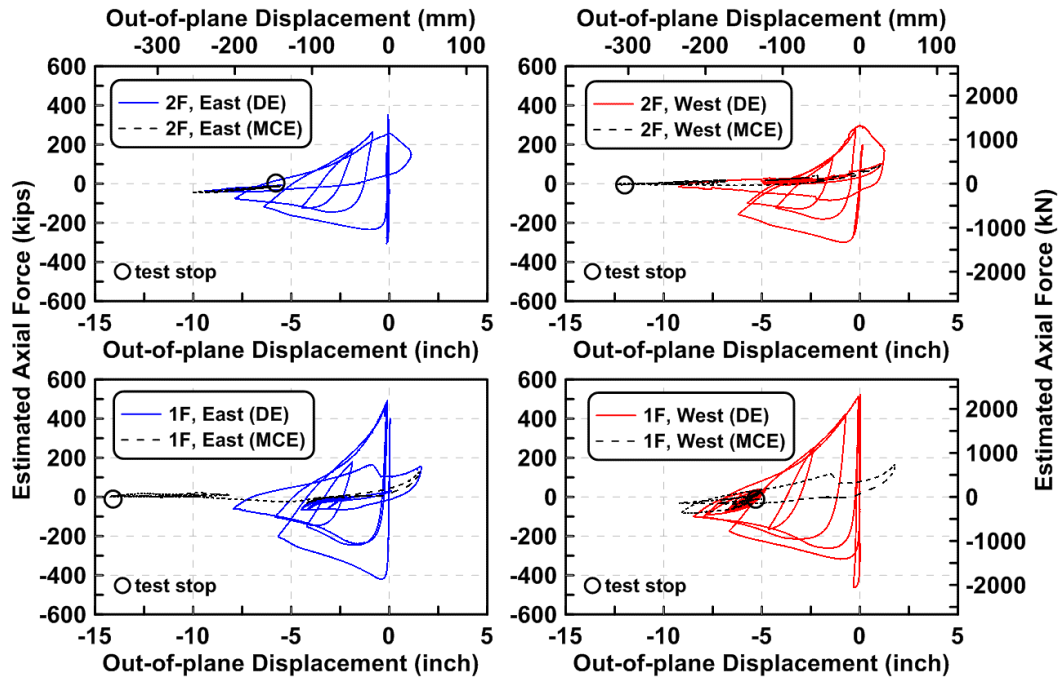 Out-of-plane Displacement (mm) Out-of-plane Displacement (mm)
-300 -200 -100 0 100 -300 -200 -100 0 100
600 600
400 400
200 200
0 0
-200 -200
-400 -400
-600 -600
2F, East (DE)
2F, East (MCE)
test stop
2F, West (DE)
2F, West (MCE)
test stop
2000
1000
0
-1000
-2000
-15 -10 -5 0 5 -15 -10 -5 0 5
Out-of-plane Displacement (inch) Out-of-plane Displacement (inch)
Estimated Axial Force (kips)
Estimated Axial Force (kN)
600 600
400 400
200 200
0 0
-200 -200
-400 -400
-600 -600
1F, East (DE)
1F, East (MCE)
test stop
1F, West (DE)
1F, West (MCE)
test stop
2000
1000
0
-1000
-2000
-15 -10 -5 0 5 -15 -10 -5 0 5
Out-of-plane Displacement (inch) Out-of-plane Displacement (inch)